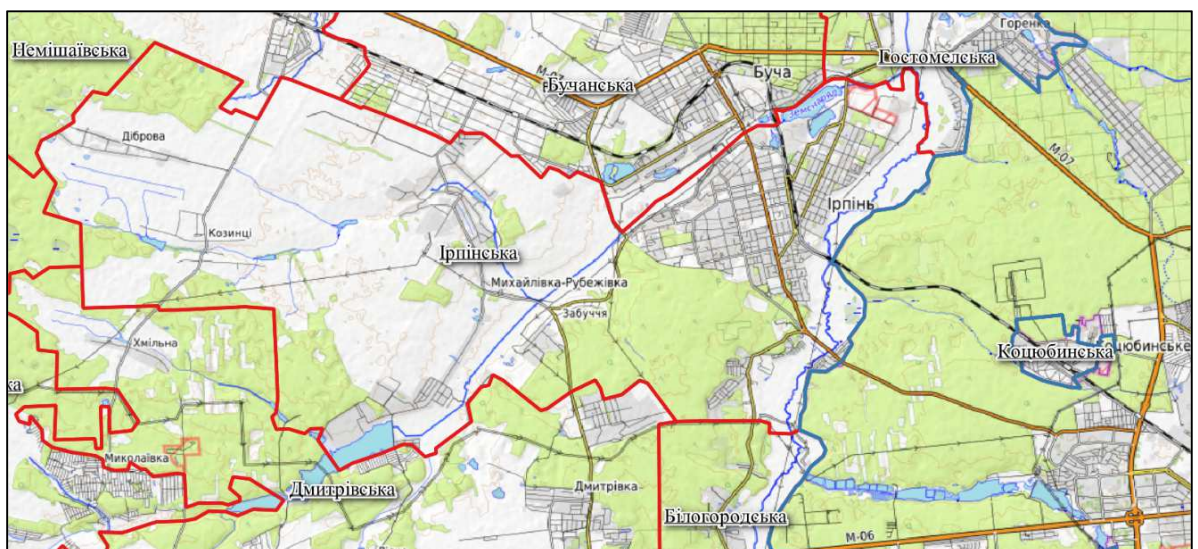 Горенка
Гостомельська
Немішаївська
Буча
М-07
Бучанська
Діброва
М-07
Ірпінь
Козинці
Ірпінська
Михайлівка-Рубежівка
Забуччя
Хмільна
Коцюбинська
Миколаївка
Дмитрівська
Дмитрівка
Білогородська
М-06